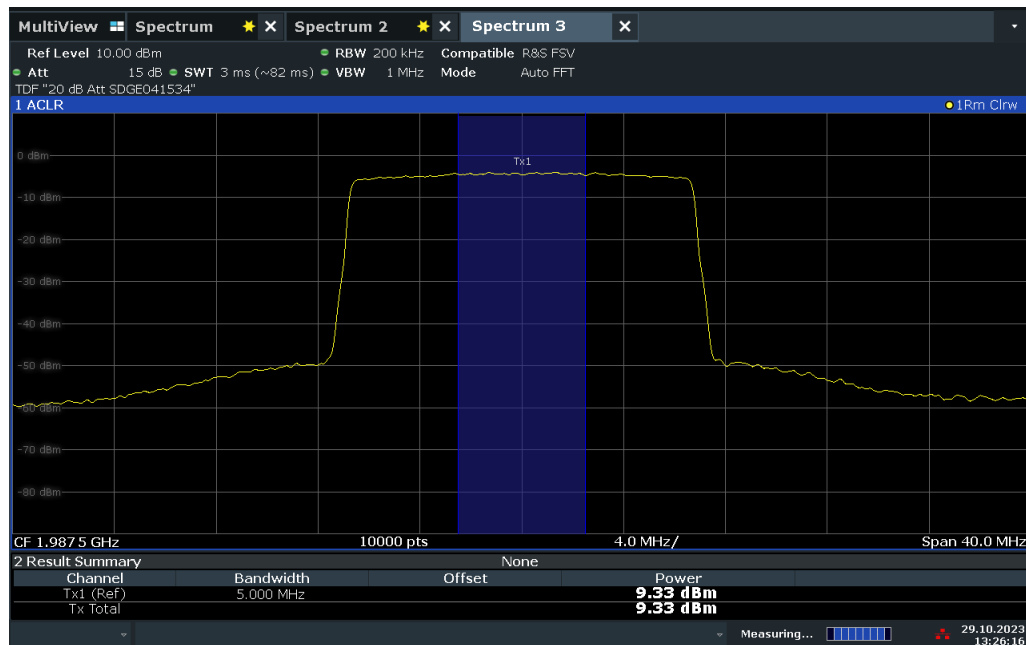 MultiView Spectrum Spectrum 2 Spectrum 3
Ref Level 10.00 dBm RBW 200 kHz Compatible R&S FSV
Att 15 dB SWT 3 ms (~82 ms) VBW 1 MHz Mode Auto FFT
TDF "20 dB Att SDGE041534"
1 ACLR 1Rm Clrw
0 dBm
Tx1
-10 dBm
-20 dBm
-30 dBm
-40 dBm
-50 dBm
-60 dBm
-70 dBm
-80 dBm
CF 1.9875 GHz 10000 pts 4.0 MHz/ Span 40.0 MHz
2 Result Summary None
Channel Bandwidth Offset Power
Tx1 (Ref) 5.000 MHz 9.33 dBm
Tx Total 9.33 dBm
Measuring... 29.10.2023
13:26:16